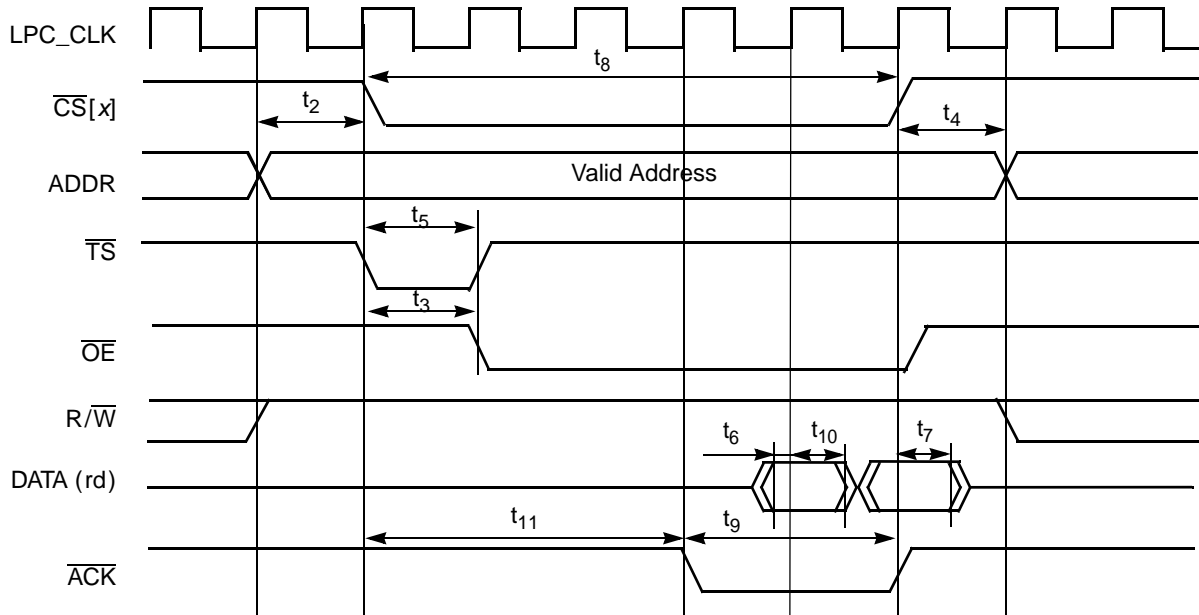 LPC_CLK
t8
CS[x]
t2
t4
ADDR
Valid Address
t5
TS
t3
OE
R/W
t6
t10
t7
DATA (rd)
t11
t9
ACK